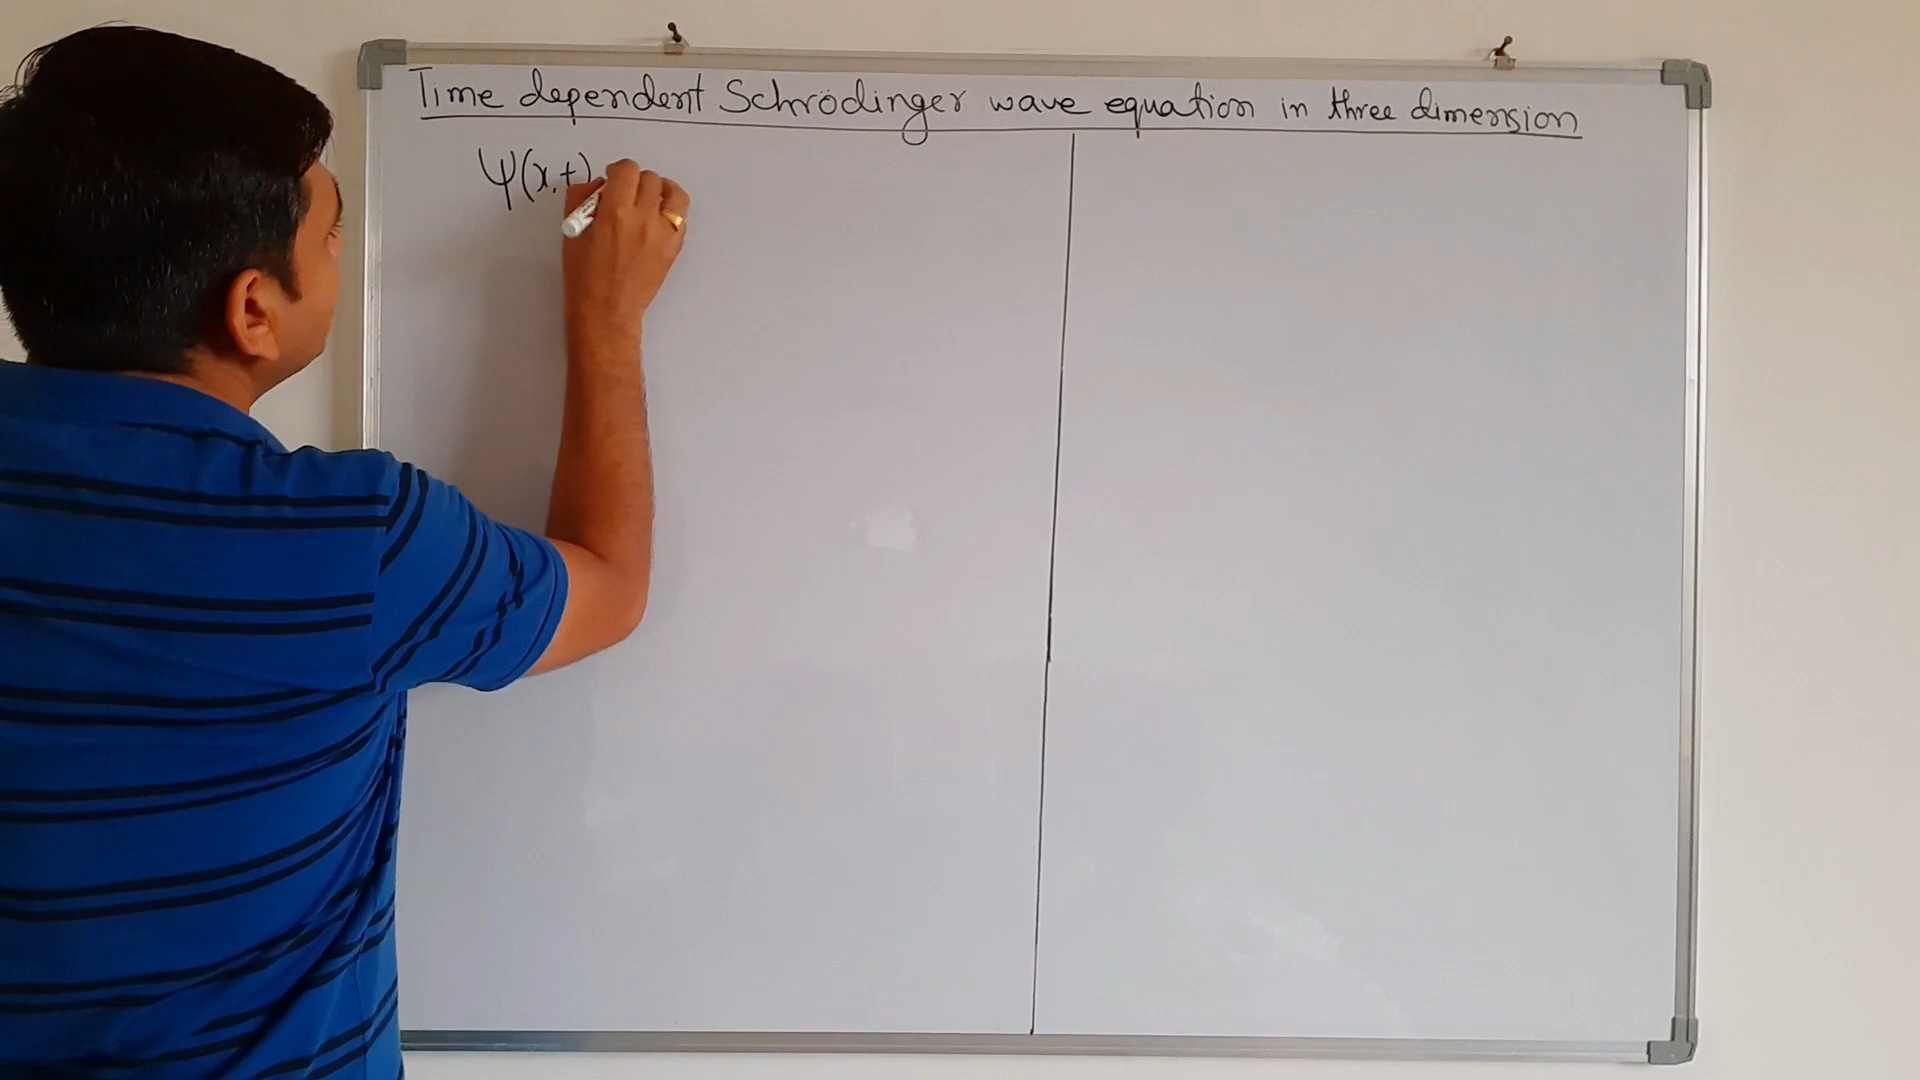 Time dependent Schrödinger wave equation in three dimension
Ψ(x,t)